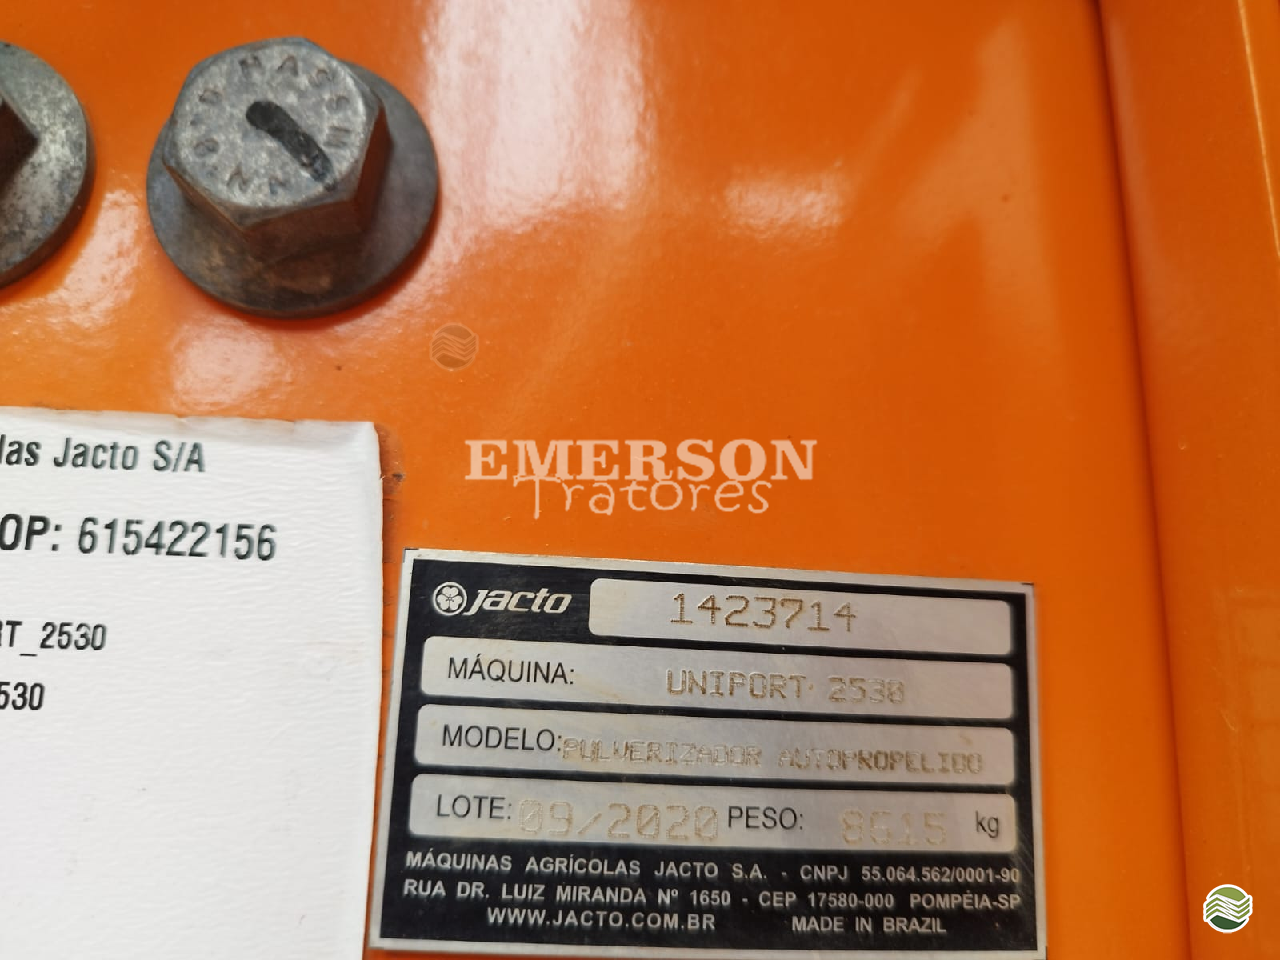 Jacto S/A
OP: 615422156
RT_2530
530
EMERSON
Tratores
jacto 1423714
MÁQUINA: UNIPORT 2530
MODELO: PULVERIZADOR AUTOPROPELIDO
LOTE: 09/2020 PESO: 8615 kg
MÁQUINAS AGRÍCOLAS JACTO S.A. - CNPJ 55.064.562/0001-90
RUA DR. LUIZ MIRANDA Nº 1650 - CEP 17580-000 POMPÉIA-SP
WWW.JACTO.COM.BR MADE IN BRAZIL